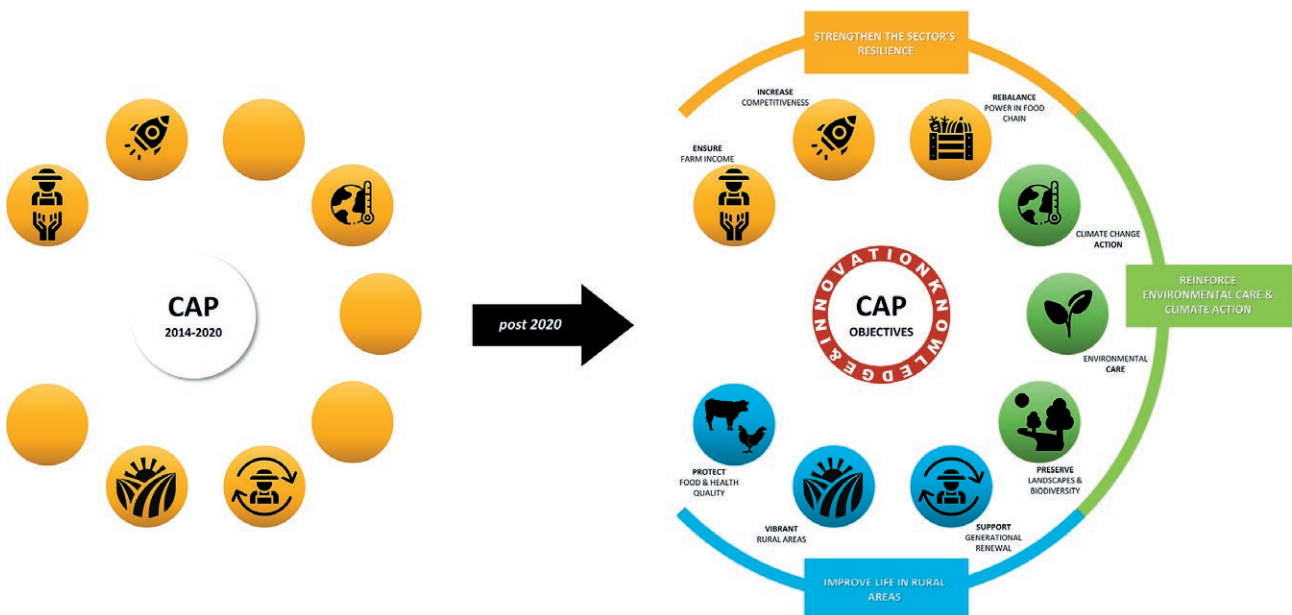 CAP
2014-2020
post 2020
STRENGTHEN THE SECTOR'S
RESILIENCE
INCREASE
COMPETITIVENESS
REBALANCE
POWER IN FOOD
CHAIN
ENSURE
FARM INCOME
CLIMATE CHANGE
ACTION
KNOWLEDGE&INNOVATION
CAP
OBJECTIVES
REINFORCE
ENVIRONMENTAL CARE &
CLIMATE ACTION
ENVIRONMENTAL
CARE
PROTECT
FOOD & HEALTH
QUALITY
PRESERVE
LANDSCAPES &
BIODIVERSITY
VIBRANT
RURAL AREAS
SUPPORT
GENERATIONAL
RENEWAL
IMPROVE LIFE IN RURAL
AREAS